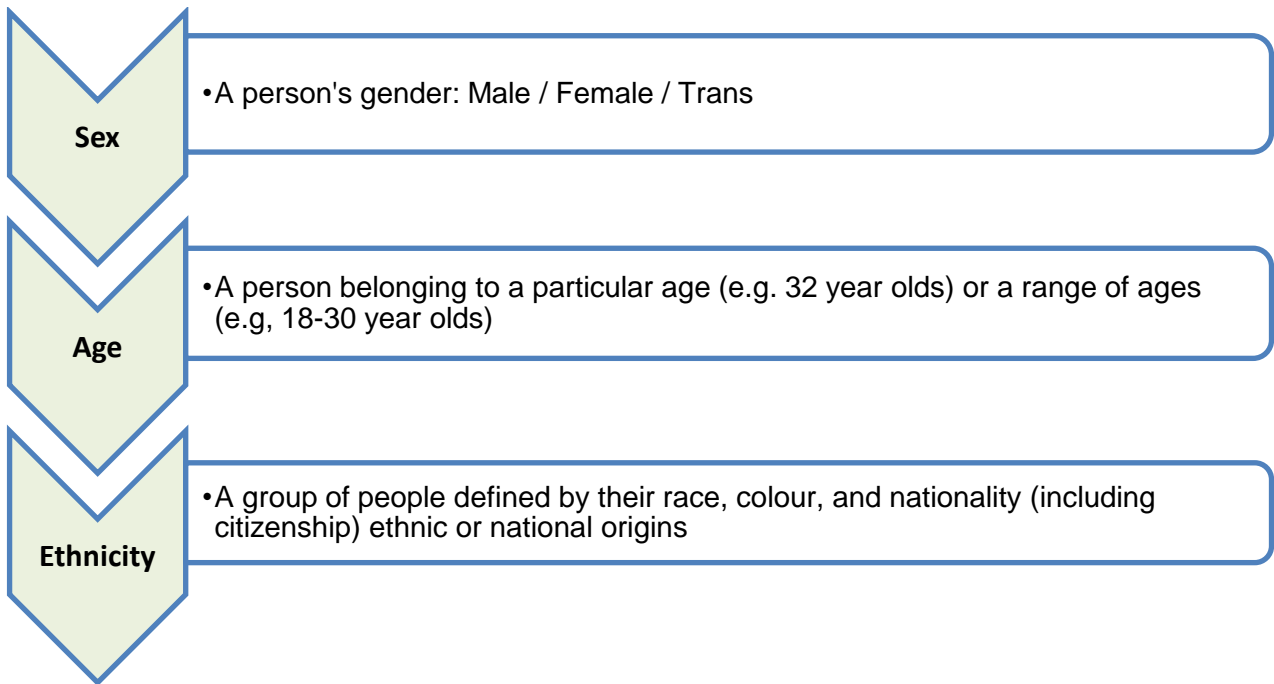 Sex
•A person's gender: Male / Female / Trans
Age
•A person belonging to a particular age (e.g. 32 year olds) or a range of ages
(e.g, 18-30 year olds)
Ethnicity
•A group of people defined by their race, colour, and nationality (including
citizenship) ethnic or national origins